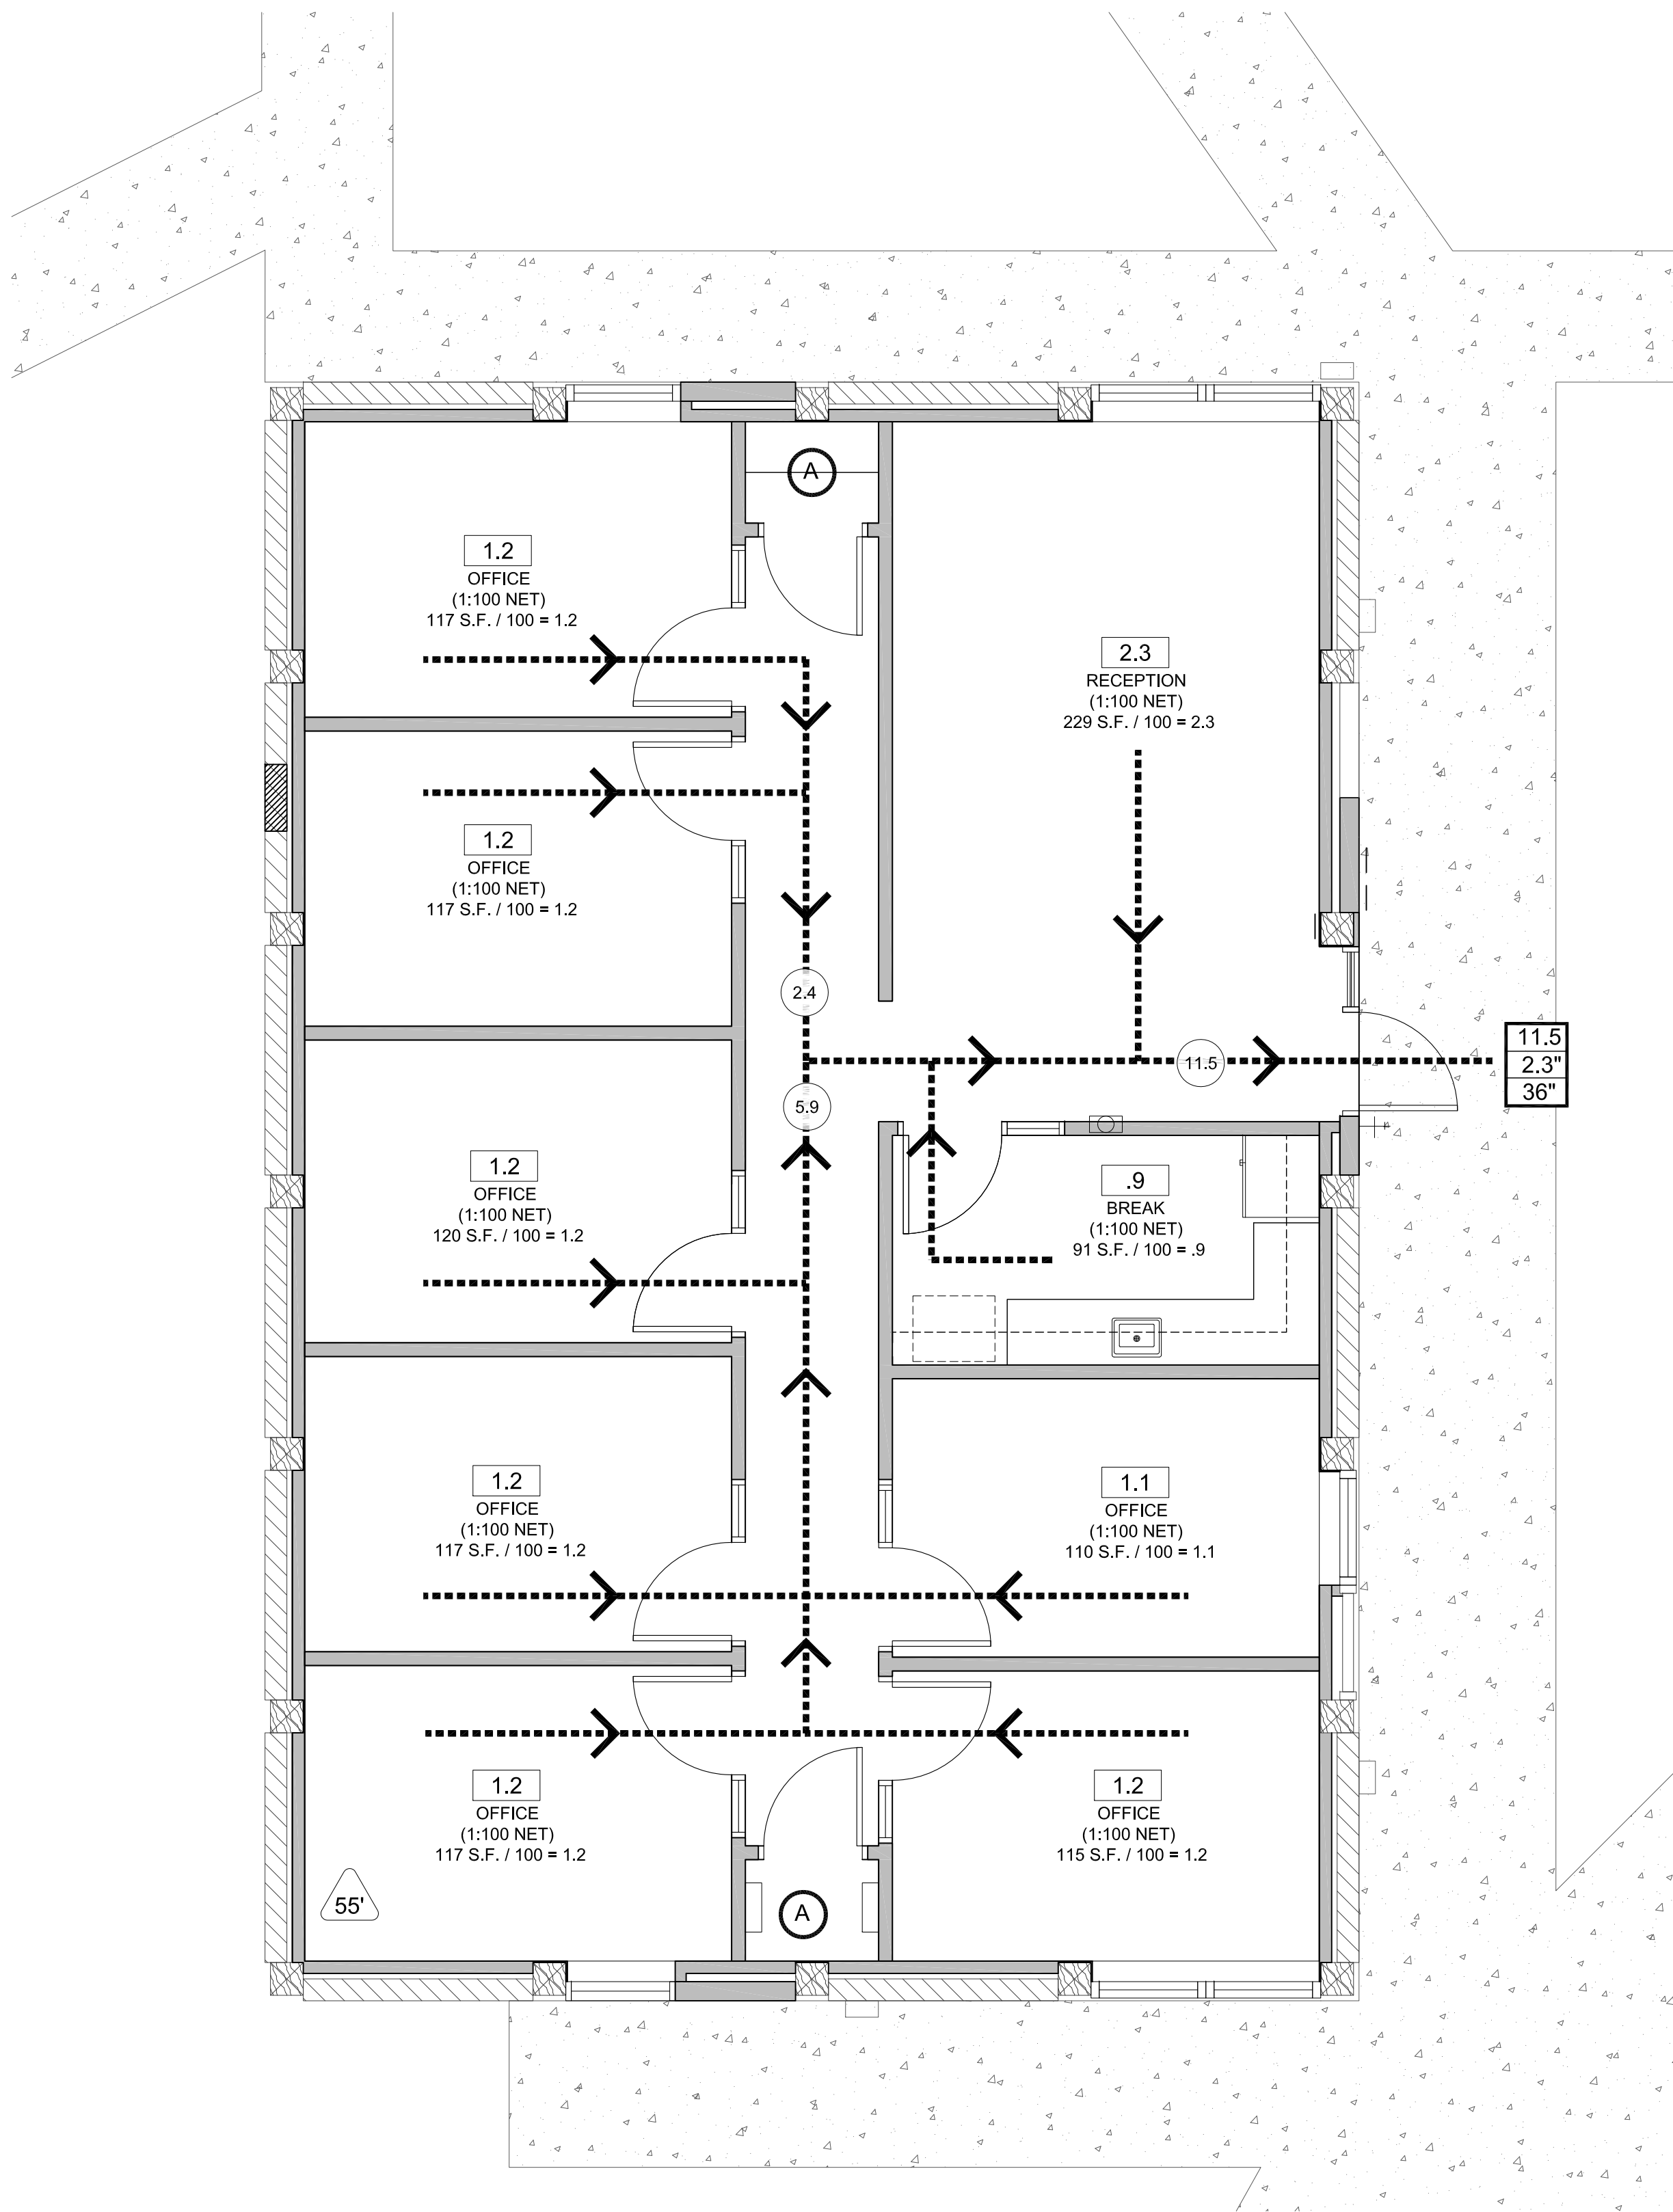 A
1.2
OFFICE
(1:100 NET)
117 S.F. / 100 = 1.2
2.3
RECEPTION
(1:100 NET)
229 S.F. / 100 = 2.3
1.2
OFFICE
(1:100 NET)
117 S.F. / 100 = 1.2
2.4
11.5
11.5
2.3"
36"
5.9
1.2
OFFICE
(1:100 NET)
120 S.F. / 100 = 1.2
.9
BREAK
(1:100 NET)
91 S.F. / 100 = .9
1.2
OFFICE
(1:100 NET)
117 S.F. / 100 = 1.2
1.1
OFFICE
(1:100 NET)
110 S.F. / 100 = 1.1
1.2
OFFICE
(1:100 NET)
117 S.F. / 100 = 1.2
1.2
OFFICE
(1:100 NET)
115 S.F. / 100 = 1.2
55'
A